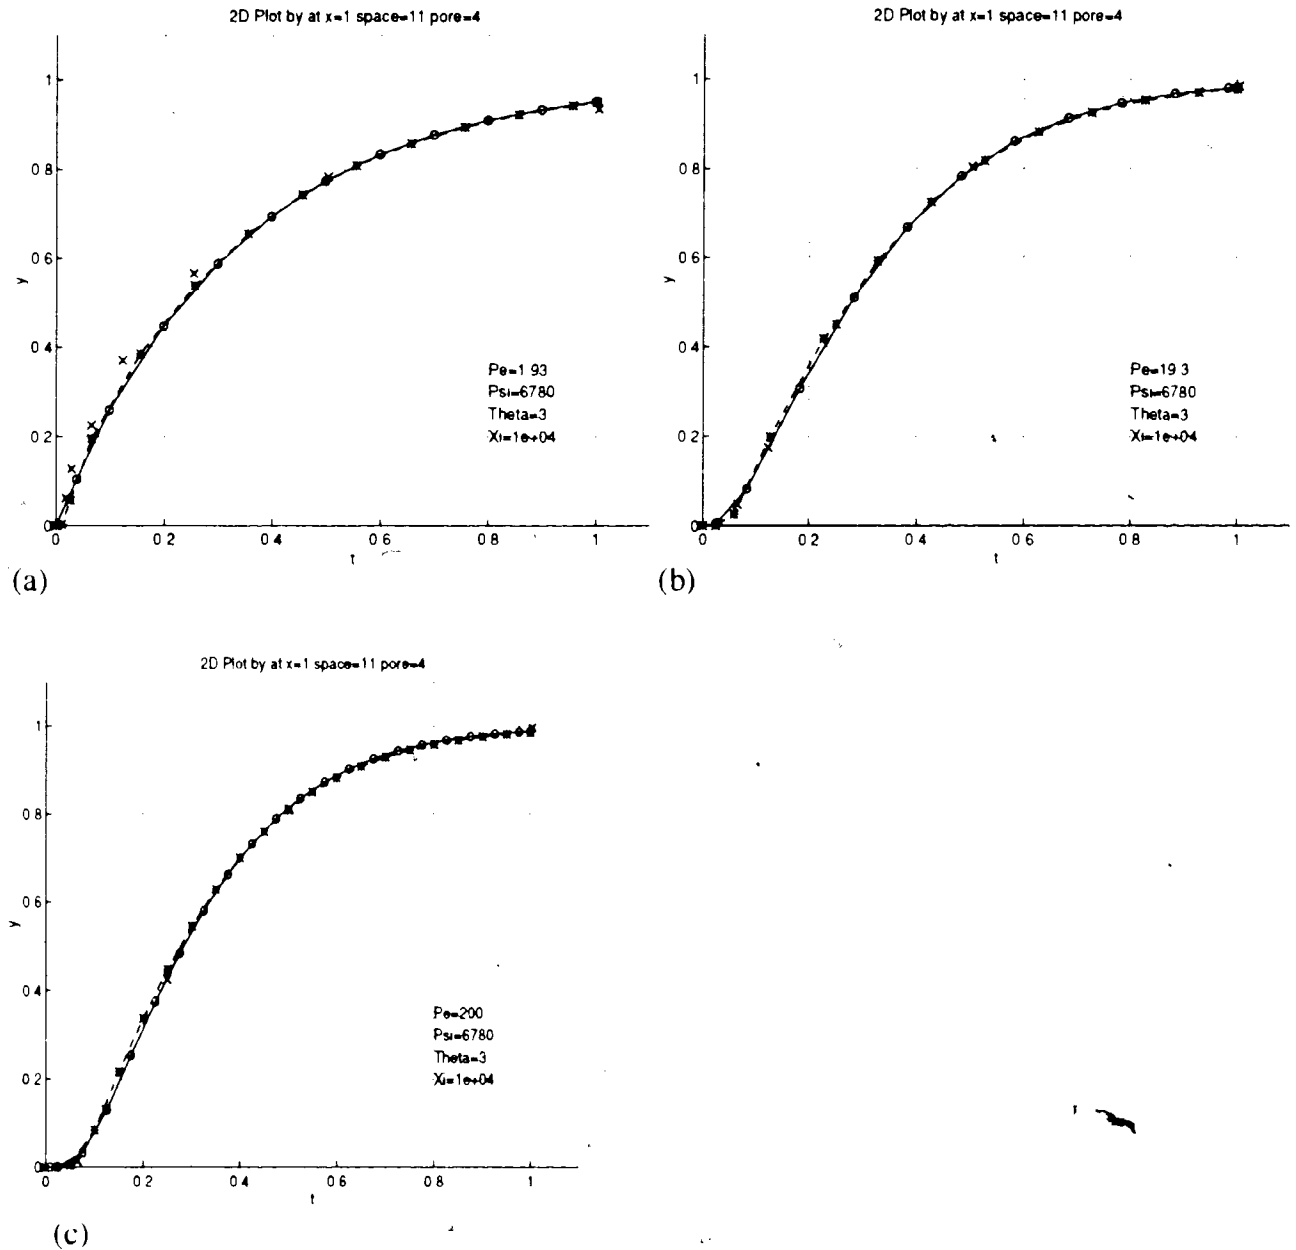 2D Plot by at x=1 space=11 pore=4
1
0.8
0.6
y
0.4
0.2
0
Pe=1.93
Psi=6780
Theta=3
Xi=1e+04
0 0.2 0.4 0.6 0.8 1
t
(a)
2D Plot by at x=1 space=11 pore=4
1
0.8
0.6
y
0.4
0.2
0
Pe=19.3
Psi=6780
Theta=3
Xi=1e+04
0 0.2 0.4 0.6 0.8 1
t
(b)
2D Plot by at x=1 space=11 pore=4
1
0.8
0.6
y
0.4
0.2
0
Pe=200
Psi=6780
Theta=3
Xi=1e+04
0 0.2 0.4 0.6 0.8 1
t
(c)